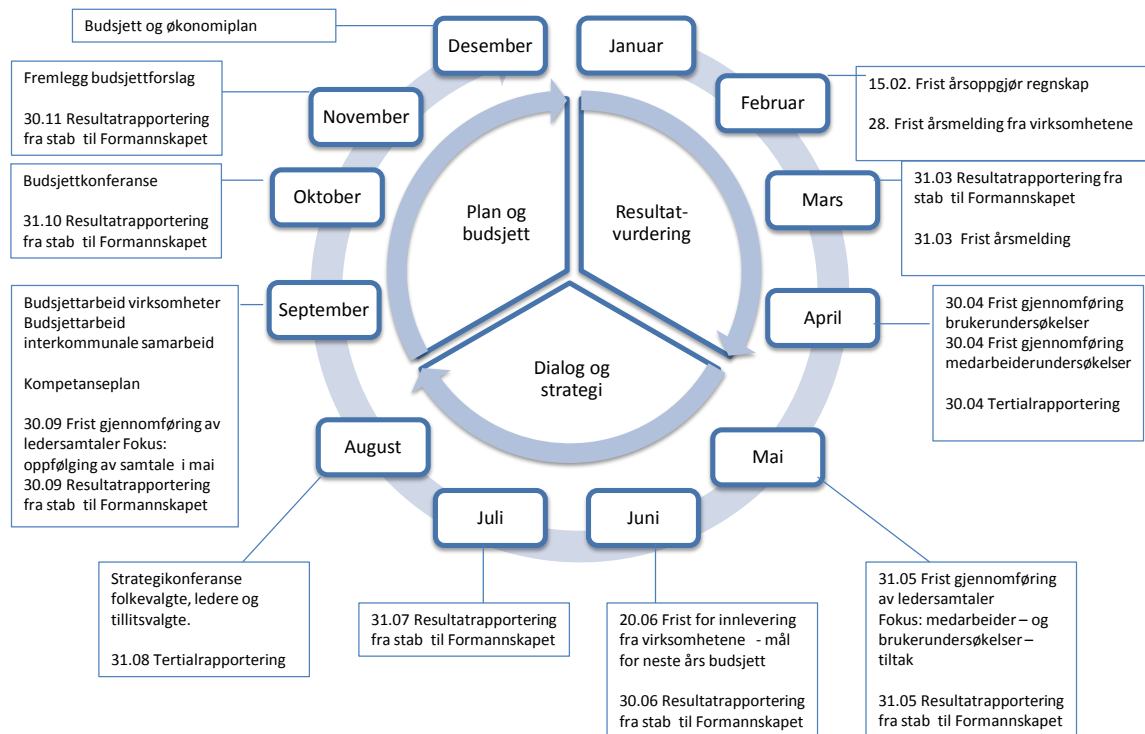 Budsjett og økonomiplan
Desember
Januar
Fremlegg budsjettforslag
30.11 Resultatrapportering
fra stab til Formannskapet
November
Februar
15.02. Frist årsoppgjør regnskap
28. Frist årsmelding fra virksomhetene
Budsjettkonferanse
31.10 Resultatrapportering
fra stab til Formannskapet
Oktober
Mars
31.03 Resultatrapportering fra
stab til Formannskapet
31.03 Frist årsmelding
Plan og
budsjett
Resultat-
vurdering
Dialog og
strategi
Budsjettarbeid virksomheter
Budsjettarbeid
interkommunale samarbeid
Kompetanseplan
30.09 Frist gjennomføring av
ledersamtaler Fokus:
oppfølging av samtale i mai
30.09 Resultatrapportering
fra stab til Formannskapet
September
April
30.04 Frist gjennomføring
brukerundersøkelser
30.04 Frist gjennomføring
medarbeiderundersøkelser
30.04 Tertialrapportering
August
Mai
Juli
Juni
Strategikonferanse
folkevalgte, ledere og
tillitsvalgte.
31.08 Tertialrapportering
31.07 Resultatrapportering
fra stab til Formannskapet
20.06 Frist for innlevering
fra virksomhetene - mål
for neste års budsjett
30.06 Resultatrapportering
fra stab til Formannskapet
31.05 Frist gjennomføring
av ledersamtaler
Fokus: medarbeider – og
brukerundersøkelser –
tiltak
31.05 Resultatrapportering
fra stab til Formannskapet